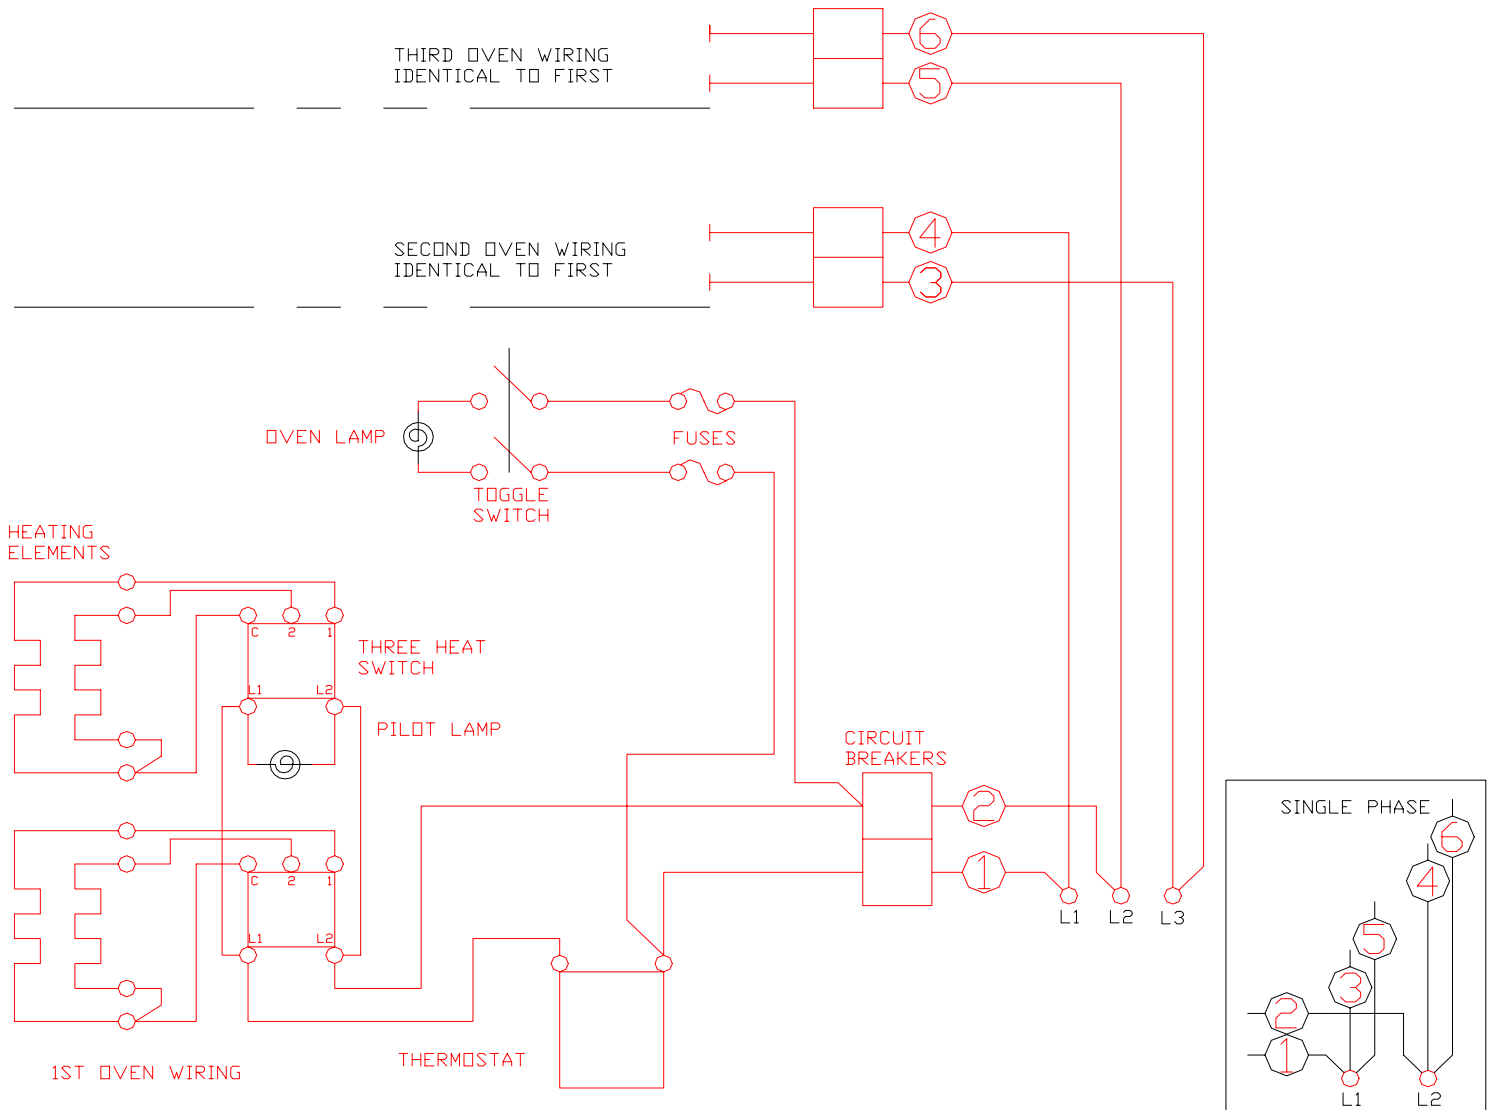 THIRD OVEN WIRING
IDENTICAL TO FIRST
6
5
SECOND OVEN WIRING
IDENTICAL TO FIRST
4
3
OVEN LAMP
FUSES
TOGGLE
SWITCH
HEATING
ELEMENTS
C 2 1
THREE HEAT
SWITCH
L1 L2
PILOT LAMP
CIRCUIT
BREAKERS
2
1
C 2 1
L1 L2
L1 L2 L3
THERMOSTAT
1ST OVEN WIRING
SINGLE PHASE
6
4
5
3
2
1
L1 L2